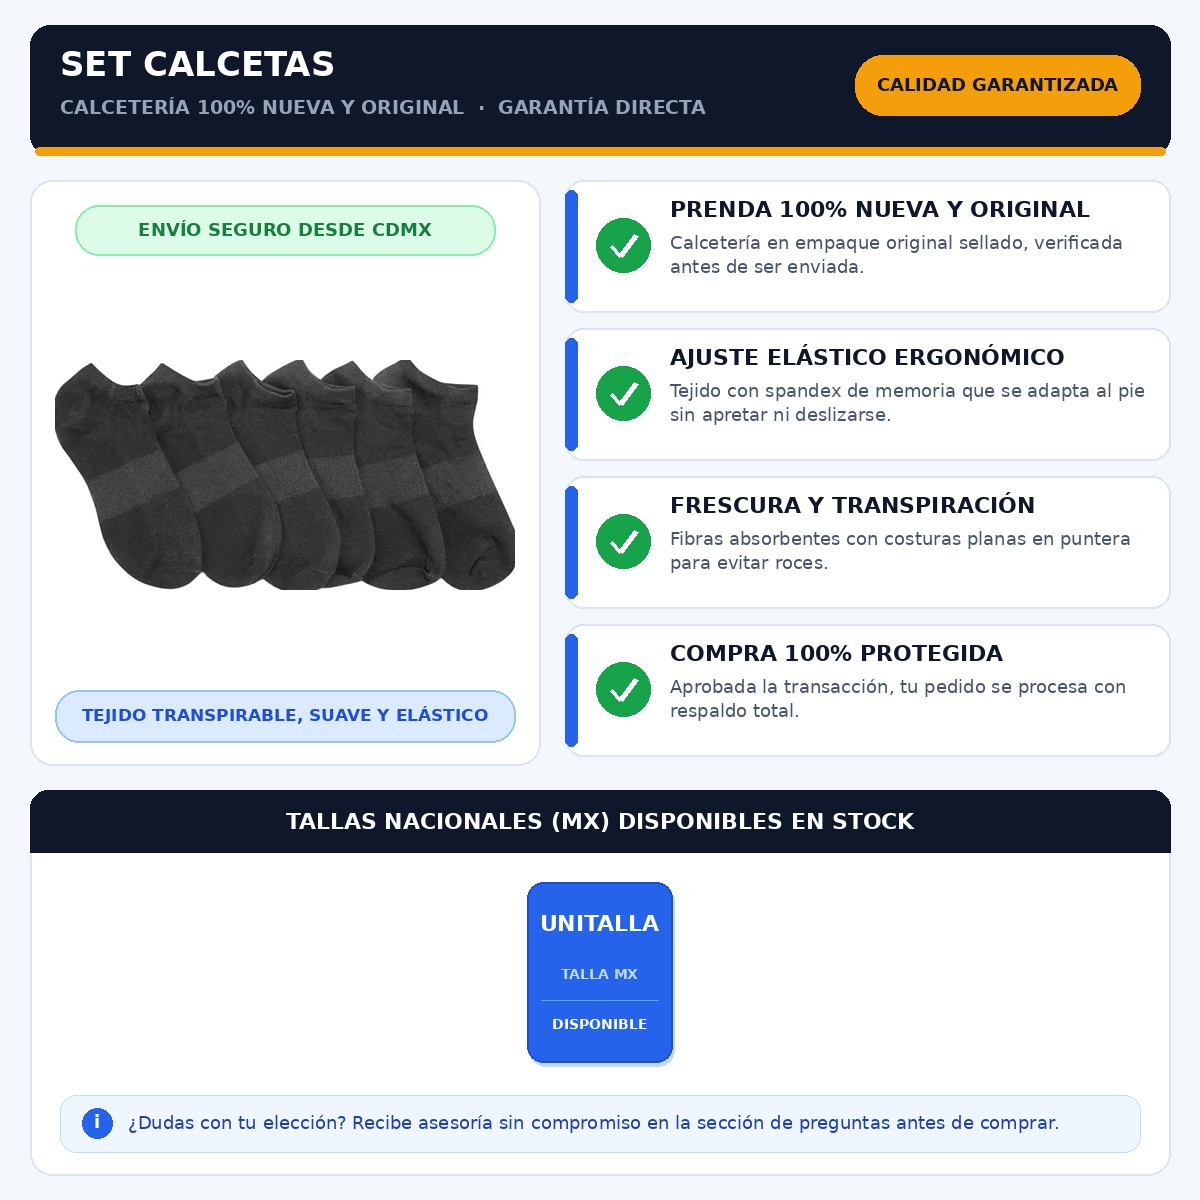 SET CALCETAS
CALCETERÍA 100% NUEVA Y ORIGINAL · GARANTÍA DIRECTA
CALIDAD GARANTIZADA
ENVÍO SEGURO DESDE CDMX
TEJIDO TRANSPIRABLE, SUAVE Y ELÁSTICO
PRENDA 100% NUEVA Y ORIGINAL
Calcetería en empaque original sellado, verificada
antes de ser enviada.
AJUSTE ELÁSTICO ERGONÓMICO
Tejido con spandex de memoria que se adapta al pie
sin apretar ni deslizarse.
FRESCURA Y TRANSPIRACIÓN
Fibras absorbentes con costuras planas en puntera
para evitar roces.
COMPRA 100% PROTEGIDA
Aprobada la transacción, tu pedido se procesa con
respaldo total.
TALLAS NACIONALES (MX) DISPONIBLES EN STOCK
UNITALLA
TALLA MX
DISPONIBLE
i ¿Dudas con tu elección? Recibe asesoría sin compromiso en la sección de preguntas antes de comprar.